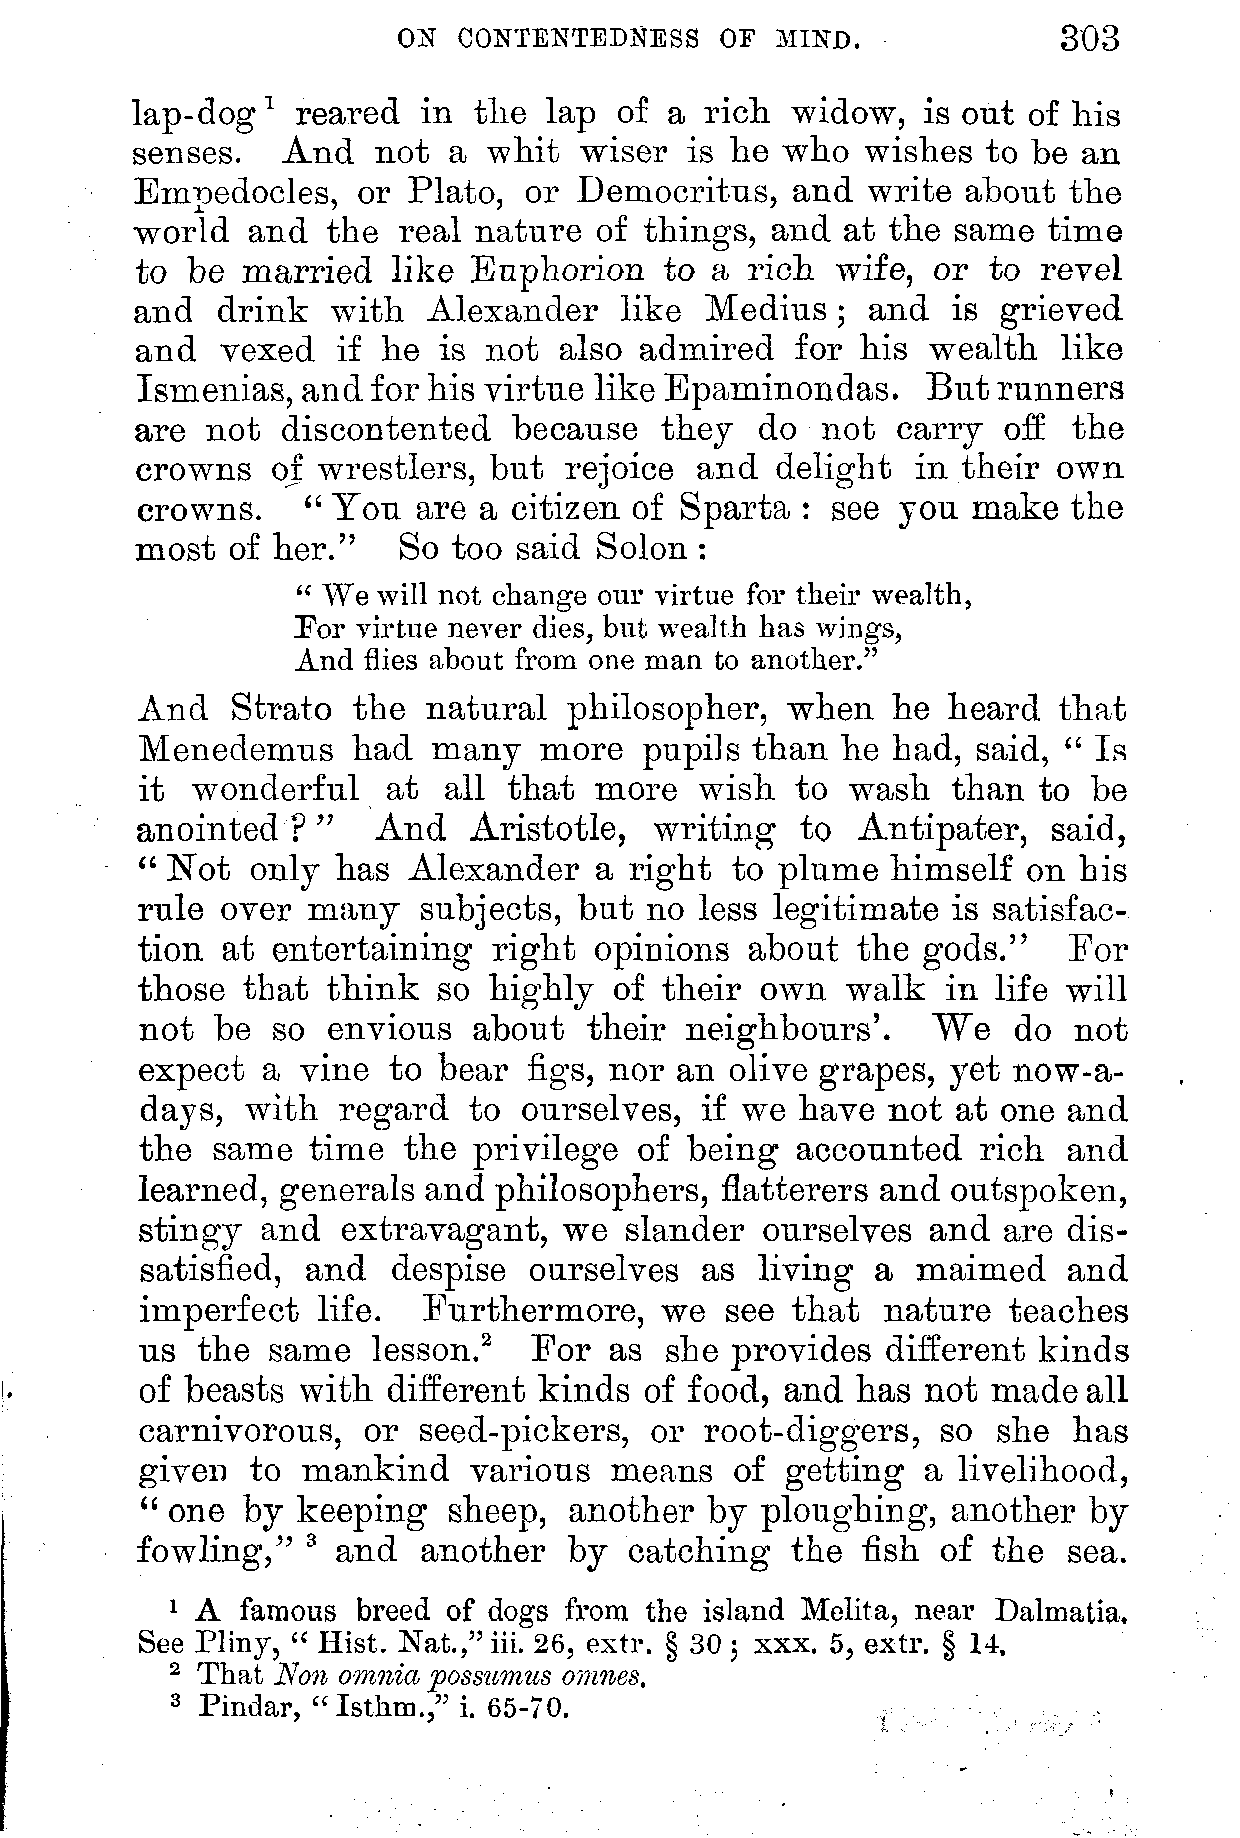 ON CONTENTEDNESS OF MIND. 303
lap-dog¹ reared in the lap of a rich widow, is out of his
senses. And not a whit wiser is he who wishes to be an
Empedocles, or Plato, or Democritus, and write about the
world and the real nature of things, and at the same time
to be married like Euphorion to a rich wife, or to revel
and drink with Alexander like Medius; and is grieved
and vexed if he is not also admired for his wealth like
Ismenias, and for his virtue like Epaminondas. But runners
are not discontented because they do not carry off the
crowns of wrestlers, but rejoice and delight in their own
crowns. “You are a citizen of Sparta: see you make the
most of her.” So too said Solon:
“We will not change our virtue for their wealth,
For virtue never dies, but wealth has wings,
And flies about from one man to another.”
And Strato the natural philosopher, when he heard that
Menedemus had many more pupils than he had, said, “Is
it wonderful at all that more wish to wash than to be
anointed?” And Aristotle, writing to Antipater, said,
“Not only has Alexander a right to plume himself on his
rule over many subjects, but no less legitimate is satisfac-
tion at entertaining right opinions about the gods.” For
those that think so highly of their own walk in life will
not be so envious about their neighbours’. We do not
expect a vine to bear figs, nor an olive grapes, yet now-a-
days, with regard to ourselves, if we have not at one and
the same time the privilege of being accounted rich and
learned, generals and philosophers, flatterers and outspoken,
stingy and extravagant, we slander ourselves and are dis-
satisfied, and despise ourselves as living a maimed and
imperfect life. Furthermore, we see that nature teaches
us the same lesson.² For as she provides different kinds
of beasts with different kinds of food, and has not made all
carnivorous, or seed-pickers, or root-diggers, so she has
given to mankind various means of getting a livelihood,
“one by keeping sheep, another by ploughing, another by
fowling,”³ and another by catching the fish of the sea.
¹ A famous breed of dogs from the island Melita, near Dalmatia.
See Pliny, “Hist. Nat.,” iii. 26, extr. § 30; xxx. 5, extr. § 14.
² That Non omnia possumus omnes.
³ Pindar, “Isthm.,” i. 65-70.